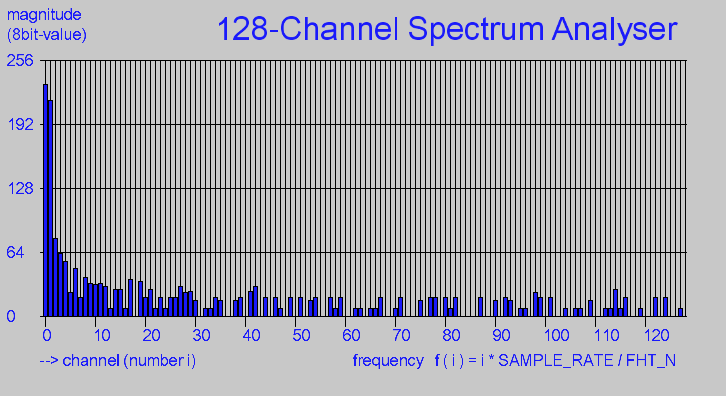 magnitude
(8bit-value)
128-Channel Spectrum Analyser
256
192
128
64
0
0 10 20 30 40 50 60 70 80 90 100 110 120
--> channel (number i)
frequency f ( i ) = i * SAMPLE_RATE / FHT_N